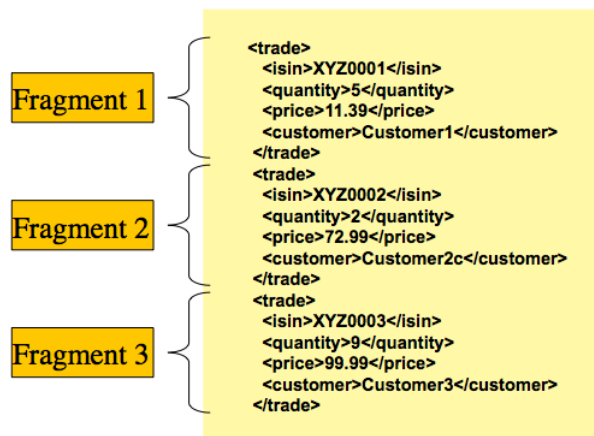 <trade>
<isin>XYZ0001</isin>
<quantity>5</quantity>
Fragment 1
<price>11.39</price>
<customer>Customer1</customer>
</trade>
<trade>
<isin>XYZ0002</isin>
<quantity>2</quantity>
Fragment 2
<price>72.99</price>
<customer>Customer2c</customer>
</trade>
<trade>
<isin>XYZ0003</isin>
<quantity>9</quantity>
Fragment 3
<price>99.99</price>
<customer>Customer3</customer>
</trade>